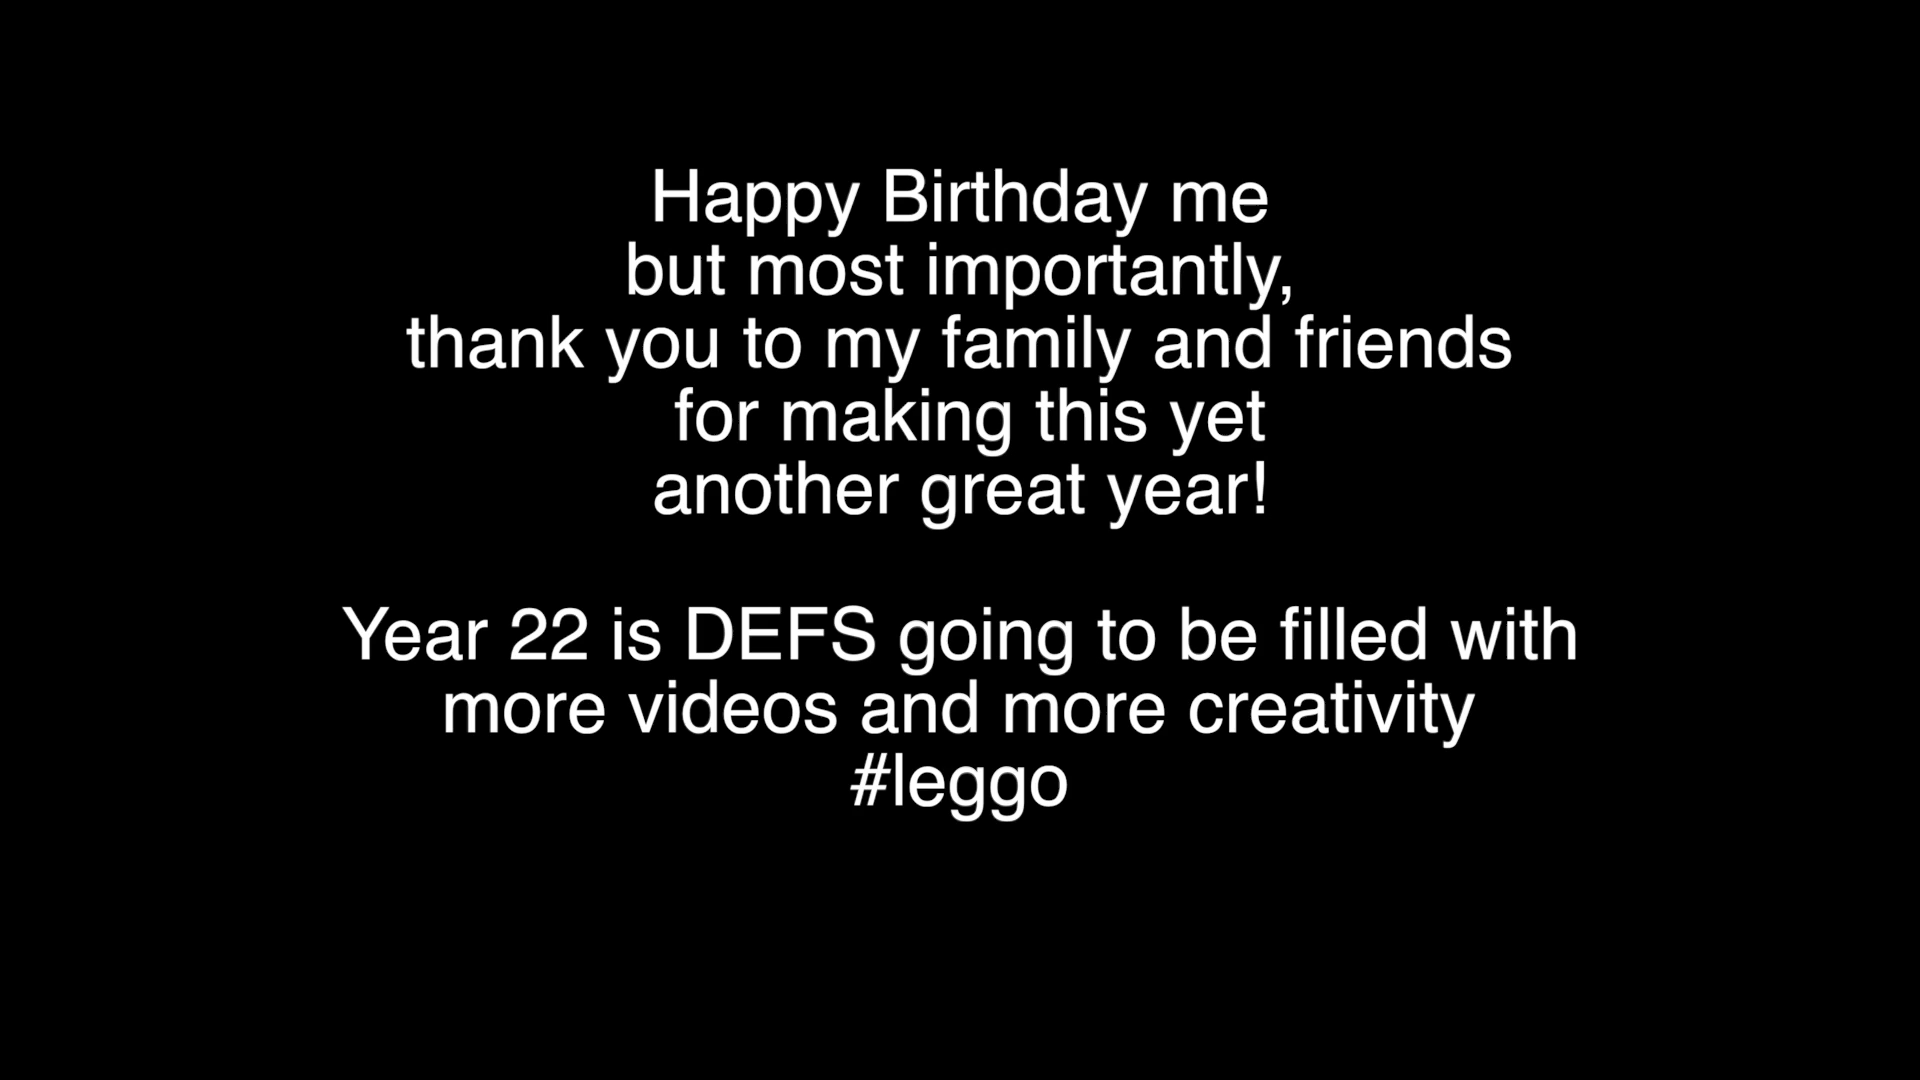 Happy Birthday me
but most importantly,
thank you to my family and friends
for making this yet
another great year!
Year 22 is DEFS going to be filled with
more videos and more creativity
#leggo